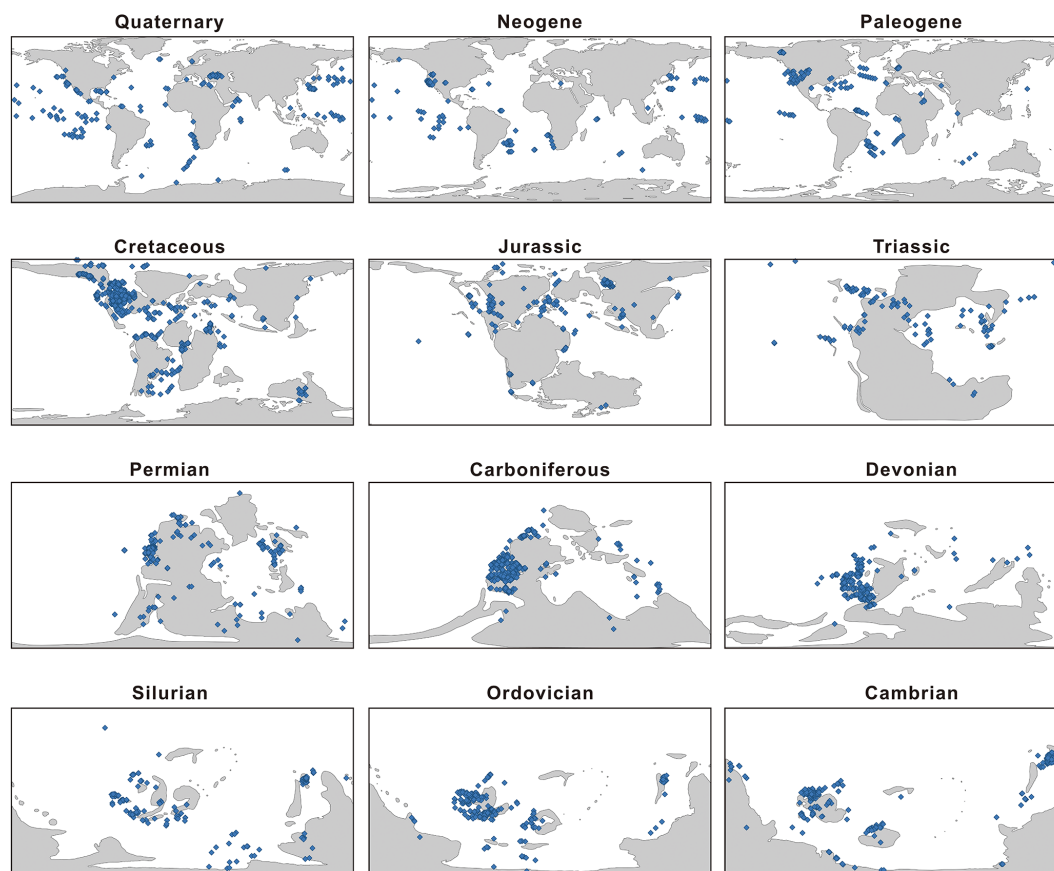 Quaternary
Neogene
Paleogene
Cretaceous
Jurassic
Triassic
Permian
Carboniferous
Devonian
Silurian
Ordovician
Cambrian